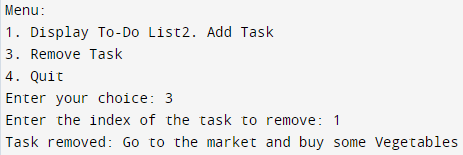 Menu:
1. Display To-Do List2. Add Task
3. Remove Task
4. Quit
Enter your choice: 3
Enter the index of the task to remove: 1
Task removed: Go to the market and buy some Vegetables